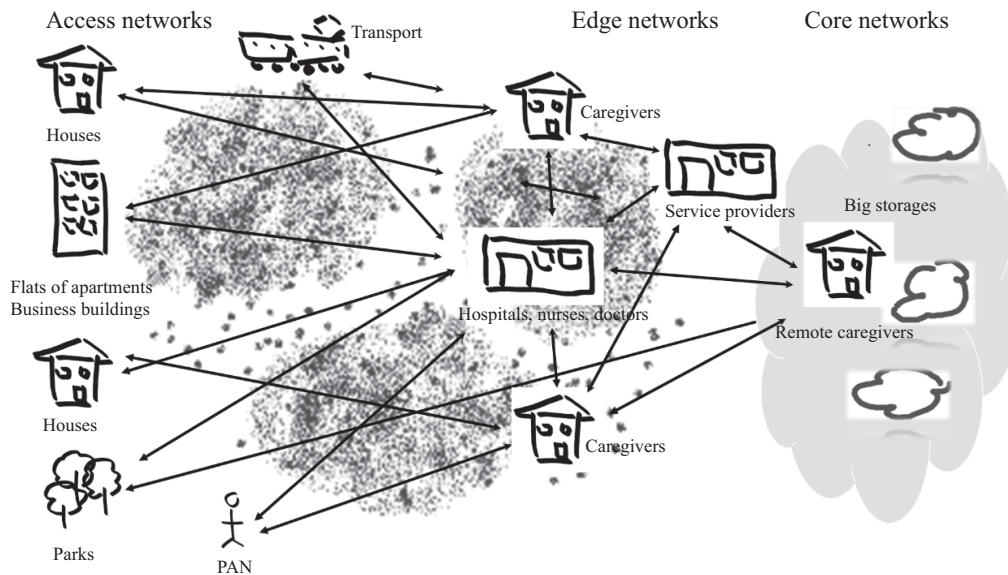 Access networks
Edge networks
Core networks
Transport
Houses
Caregivers
Service providers
Big storages
Flats of apartments
Business buildings
Hospitals, nurses, doctors
Remote caregivers
Houses
Caregivers
Parks
PAN